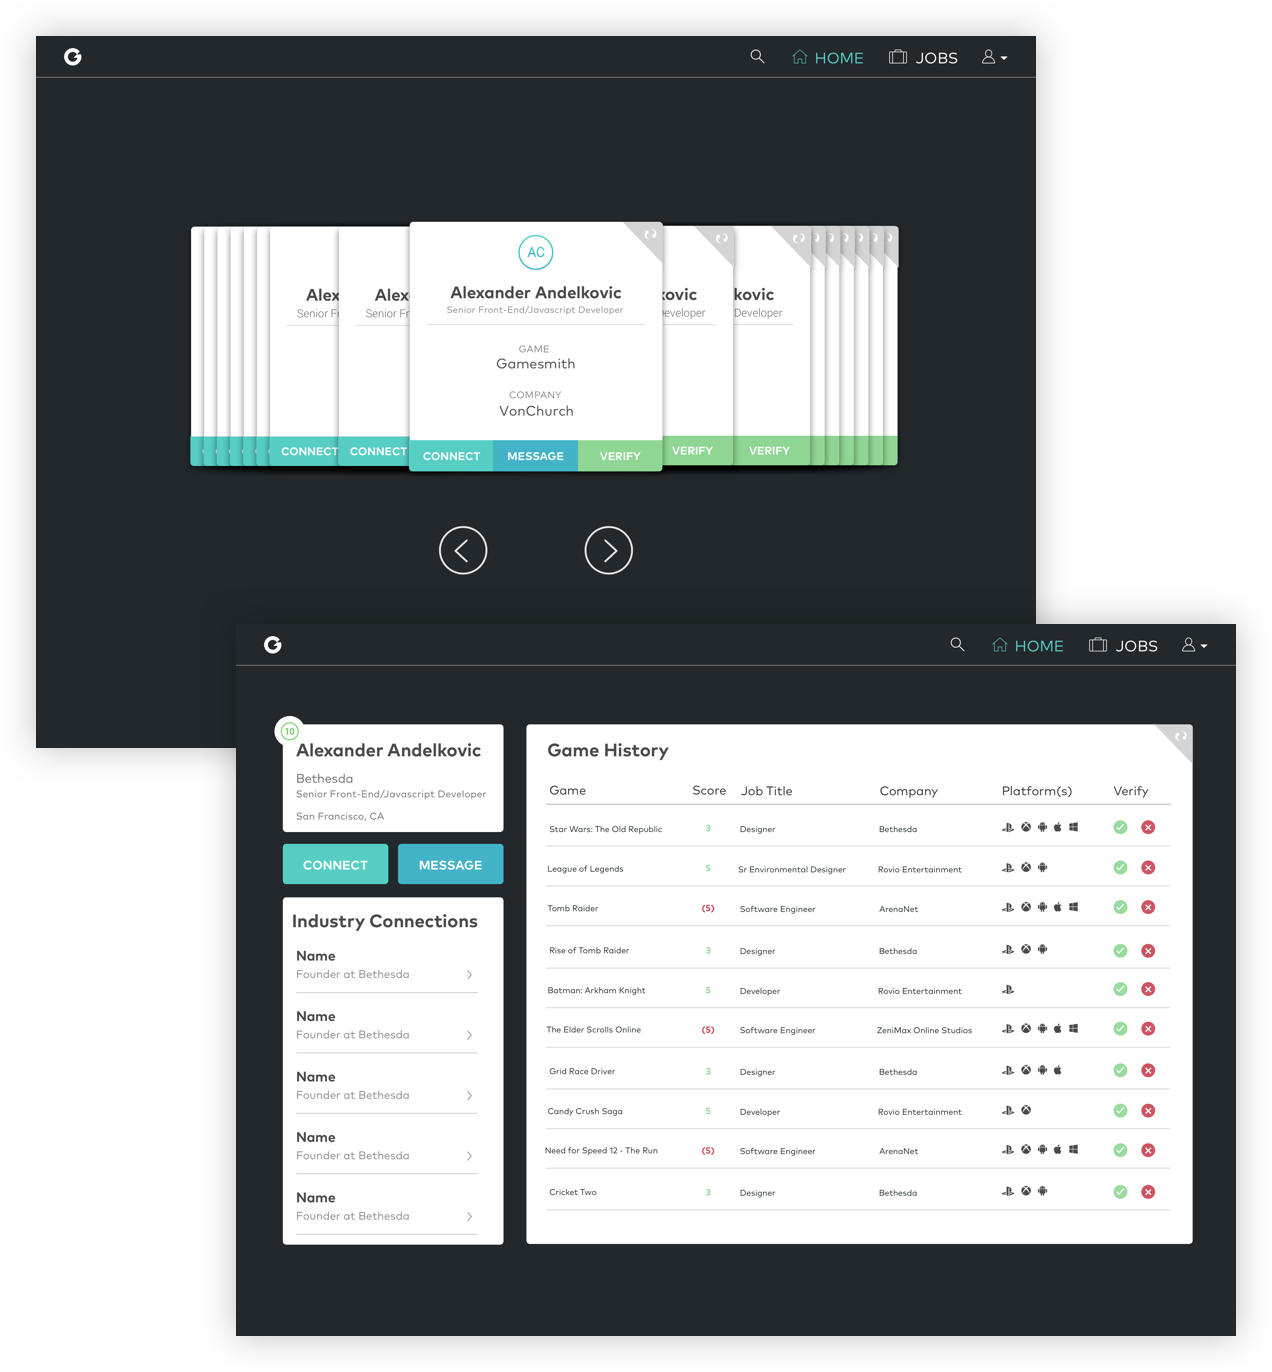 G
HOME
JOBS
AC
Alexander Andelkovic
Senior Front-End/Javascript Developer
GAME
Gamesmith
COMPANY
VonChurch
CONNECT MESSAGE VERIFY
Alex
Senior Fr
CONNECT
Alex
Senior Fr
CONNECT
kovic
Developer
VERIFY
kovic
Developer
VERIFY
G
HOME
JOBS
10
Alexander Andelkovic
Bethesda
Senior Front-End/Javascript Developer
San Francisco, CA
CONNECT MESSAGE
Industry Connections
Name
Founder at Bethesda
Name
Founder at Bethesda
Name
Founder at Bethesda
Name
Founder at Bethesda
Name
Founder at Bethesda
Game History
Game Score Job Title Company Platform(s) Verify
Star Wars: The Old Republic 3 Designer Bethesda
League of Legends 5 Sr Environmental Designer Rovio Entertainment
Tomb Raider (5) Software Engineer ArenaNet
Rise of Tomb Raider 3 Designer Bethesda
Batman: Arkham Knight 5 Developer Rovio Entertainment
The Elder Scrolls Online (5) Software Engineer ZeniMax Online Studios
Grid Race Driver 3 Designer Bethesda
Candy Crush Saga 5 Developer Rovio Entertainment
Need for Speed 12 - The Run (5) Software Engineer ArenaNet
Cricket Two 3 Designer Bethesda